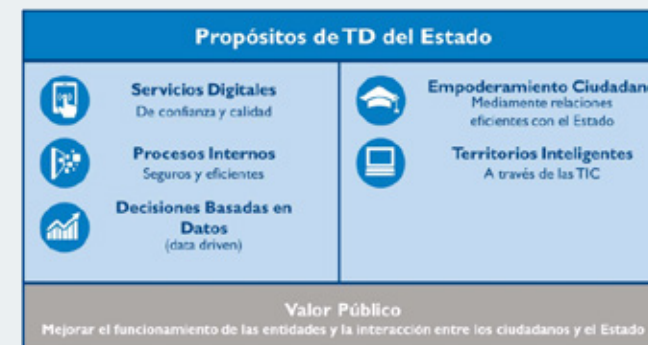 Propósitos de TD del Estado
Servicios Digitales
De confianza y calidad
Procesos Internos
Seguros y eficientes
Decisiones Basadas en
Datos
(data driven)
Empoderamiento Ciudadan
Mediamente relaciones
eficientes con el Estado
Territorios Inteligentes
A través de las TIC
Valor Público
Mejorar el funcionamiento de las entidades y la interacción entre los ciudadanos y el Estado